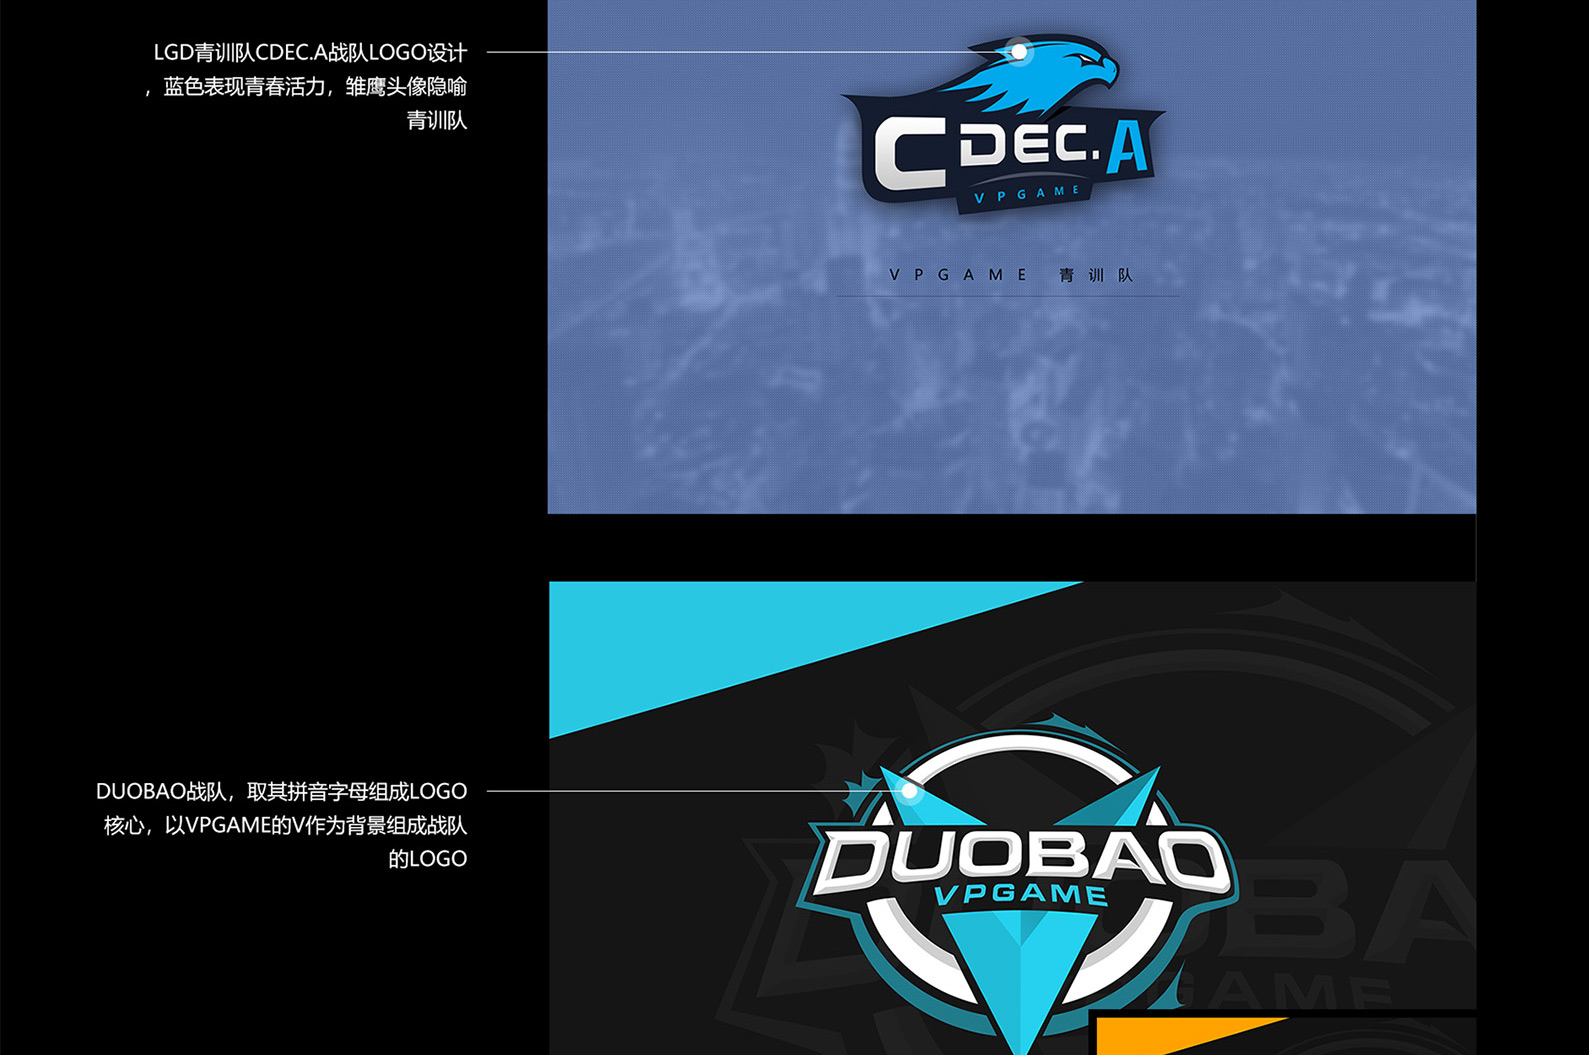 LGD青训队CDEC.A战队LOGO设计
，蓝色表现青春活力，雏鹰头像隐喻
青训队
CDEC.A
VPGAME
VPGAME 青训队
DUOBAO战队，取其拼音字母组成LOGO
核心，以VPGAME的V作为背景组成战队
的LOGO
DUOBAO
VPGAME